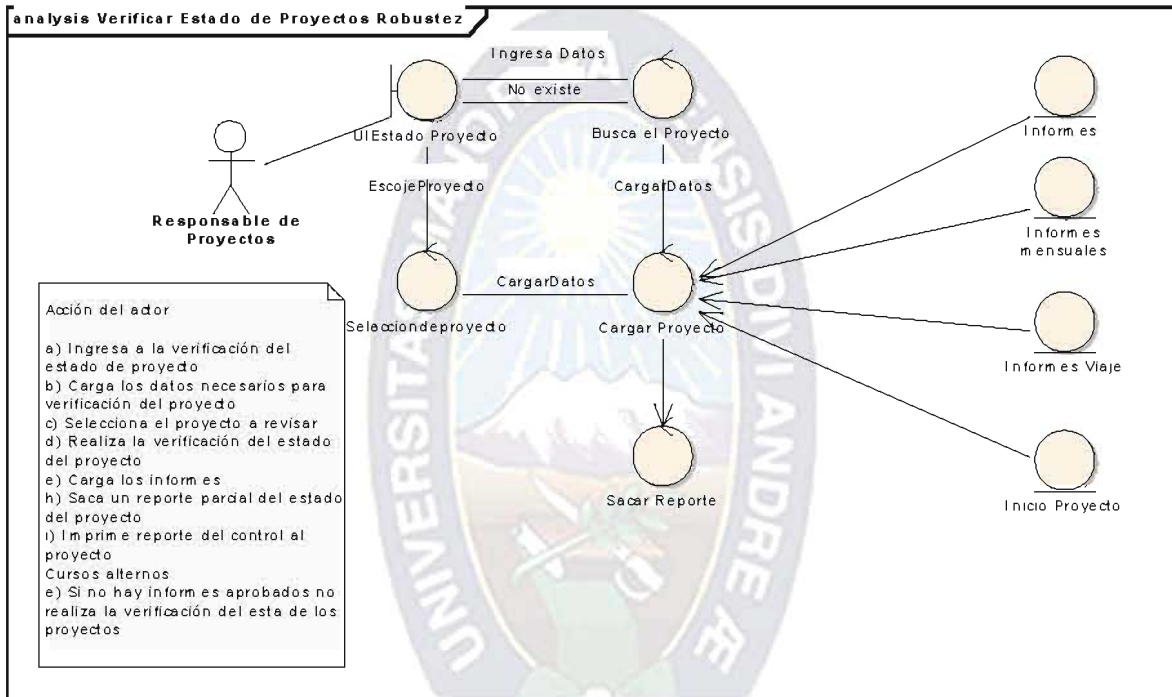 analysis Verificar Estado de Proyectos Robustez
Ingresa Datos
No existe
UIEstado Proyecto
Busca el Proyecto
Informes
EscojeProyecto
CargarDatos
Responsable de
Proyectos
Informes
mensuales
CargarDatos
Selecciondeproyecto
Cargar Proyecto
Informes Viaje
Sacar Reporte
Inicio Proyecto
Acción del actor
a) Ingresa a la verificación del
estado de proyecto
b) Carga los datos necesarios para
verificación del proyecto
c) Selecciona el proyecto a revisar
d) Realiza la verificación del estado
del proyecto
e) Carga los informes
h) Saca un reporte parcial del estado
del proyecto
i) Imprime reporte del control al
proyecto
Cursos alternos
e) Si no hay informes aprobados no
realiza la verificación del esta de los
proyectos
UNIVERSITAS MAJOR PACENSIS DIVI ANDREÆ